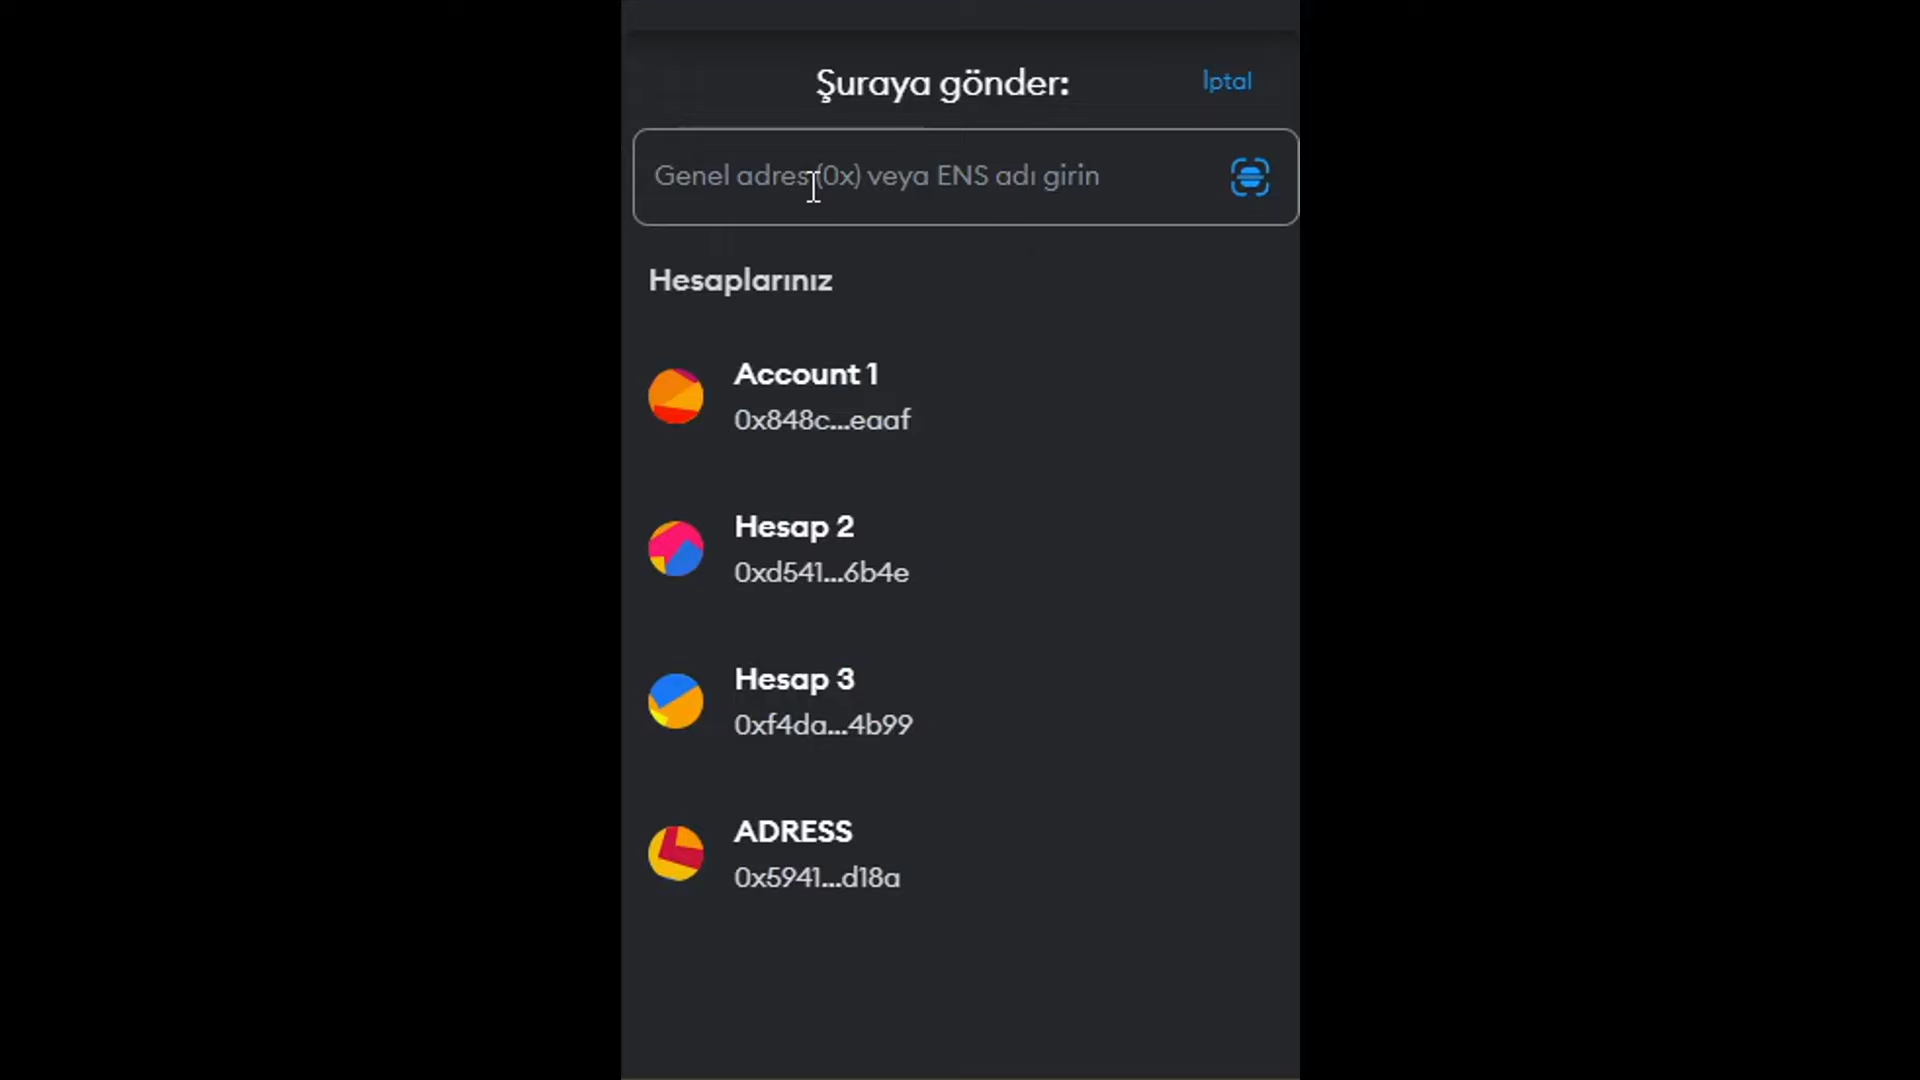 Şuraya gönder:
İptal
Genel adres (0x) veya ENS adı girin
Hesaplarınız
Account 1
0x848c...eaaf
Hesap 2
0xd541...6b4e
Hesap 3
0xf4da...4b99
ADRESS
0x5941...d18a